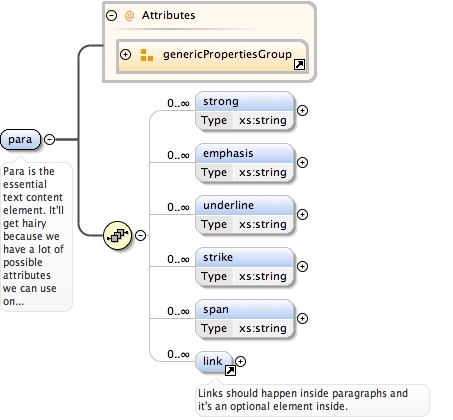 @ Attributes
genericPropertiesGroup
para
Para is the
essential
text content
element. It'll
get hairy
because we
have a lot of
possible
attributes
we can use
on...
0..∞ strong
Type xs:string
0..∞ emphasis
Type xs:string
0..∞ underline
Type xs:string
0..∞ strike
Type xs:string
0..∞ span
Type xs:string
0..∞ link
Links should happen inside paragraphs and
it's an optional element inside.